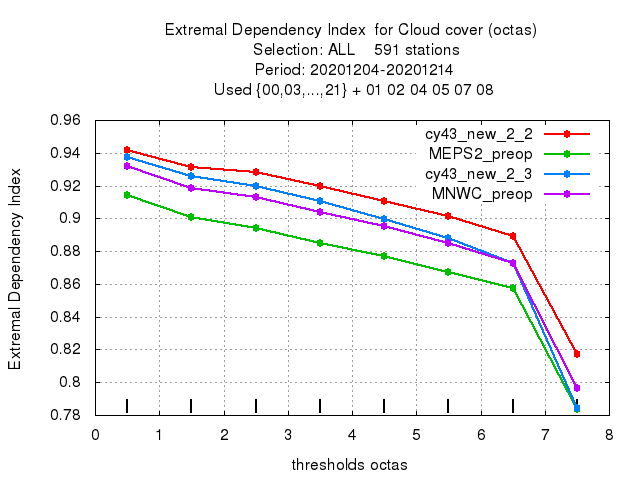 Extremal Dependency Index  for Cloud cover (octas)
Selection: ALL    591 stations
Period: 20201204-20201214
Used {00,03,...,21} + 01 02 04 05 07 08
cy43_new_2_2
MEPS2_preop
cy43_new_2_3
MNWC_preop
Extremal Dependency Index
0.96
0.94
0.92
0.9
0.88
0.86
0.84
0.82
0.8
0.78
0 1 2 3 4 5 6 7 8
thresholds octas